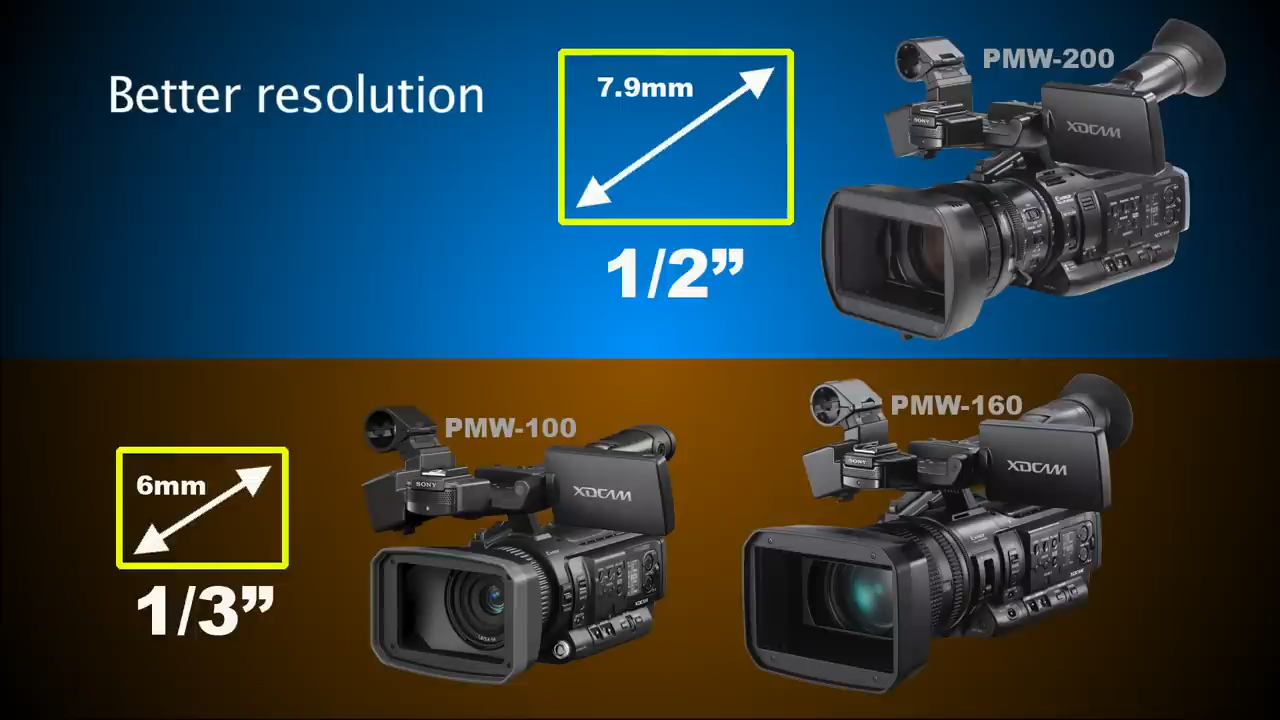 Better resolution
7.9mm
1/2”
PMW-200
SONY
XDCAM
6mm
1/3”
PMW-100
SONY
XDCAM
PMW-160
SONY
XDCAM